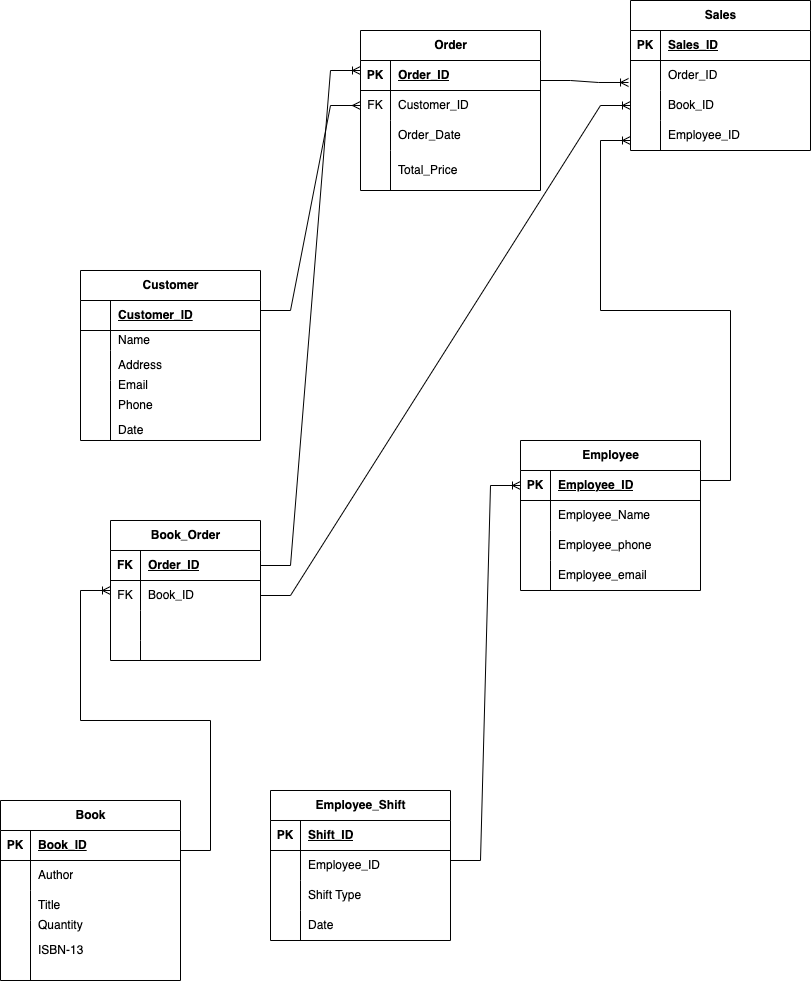 Sales
PK Sales_ID
Order_ID
Book_ID
Employee_ID
Order
PK Order_ID
FK Customer_ID
Order_Date
Total_Price
Customer
Customer_ID
Name
Address
Email
Phone
Date
Employee
PK Employee_ID
Employee_Name
Employee_phone
Employee_email
Book_Order
FK Order_ID
FK Book_ID
Employee_Shift
PK Shift_ID
Employee_ID
Shift Type
Date
Book
PK Book_ID
Author
Title
Quantity
ISBN-13